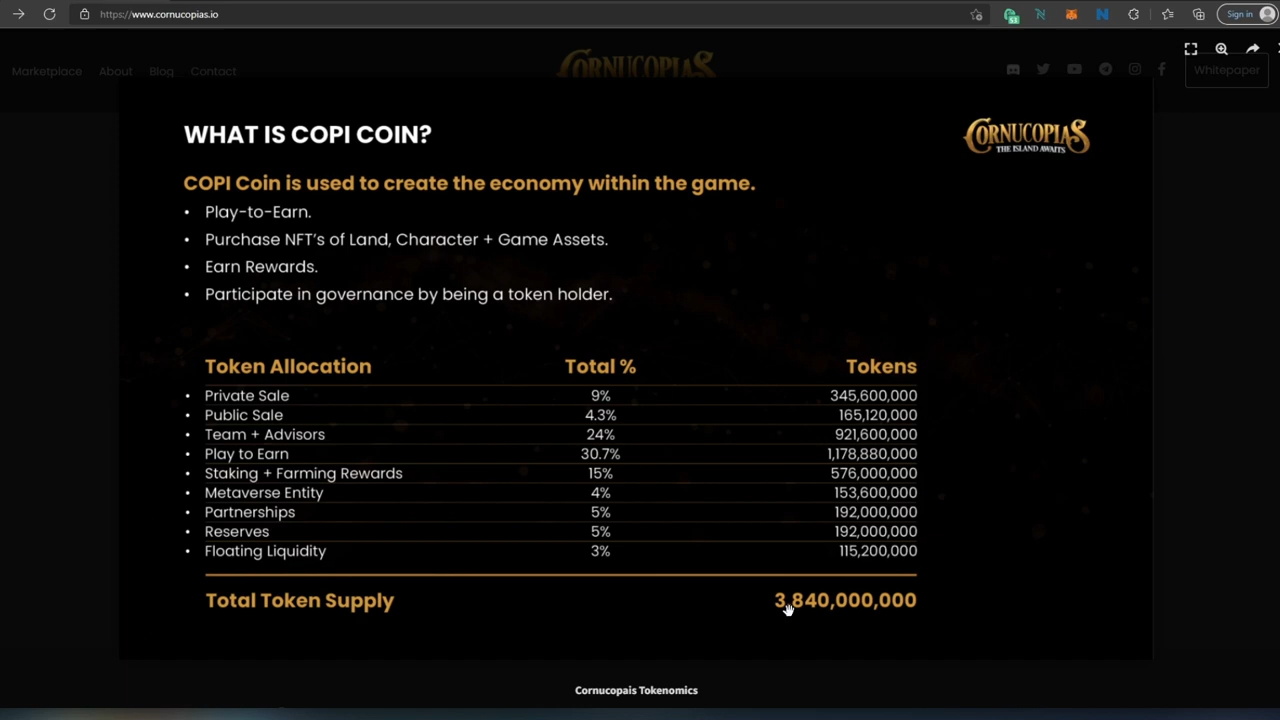 https://www.cornucopias.io
51
N
Sign in
Marketplace About Blog Contact
CORNUCOPIAS
Whitepaper
WHAT IS COPI COIN?
CORNUCOPIAS
THE ISLAND AWAITS
COPI Coin is used to create the economy within the game.
• Play-to-Earn.
• Purchase NFT's of Land, Character + Game Assets.
• Earn Rewards.
• Participate in governance by being a token holder.
Token Allocation Total % Tokens
• Private Sale 9% 345,600,000
• Public Sale 4.3% 165,120,000
• Team + Advisors 24% 921,600,000
• Play to Earn 30.7% 1,178,880,000
• Staking + Farming Rewards 15% 576,000,000
• Metaverse Entity 4% 153,600,000
• Partnerships 5% 192,000,000
• Reserves 5% 192,000,000
• Floating Liquidity 3% 115,200,000
Total Token Supply 3,840,000,000
Cornucopais Tokenomics